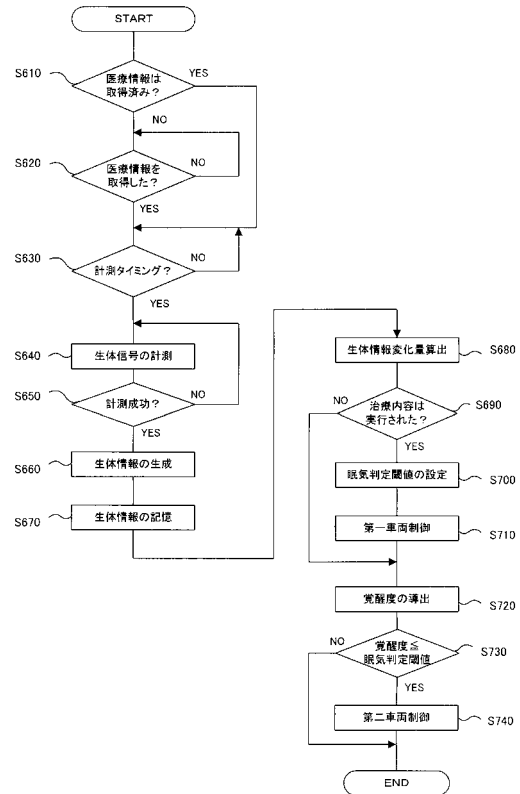 START
S610
医療情報は
取得済み?
YES
NO
S620
医療情報を
取得した?
NO
YES
S630
計測タイミング?
NO
YES
S640
生体信号の計測
S650
計測成功?
NO
YES
S660
生体情報の生成
S670
生体情報の記憶
生体情報変化量算出
S680
NO
治療内容は
実行された?
S690
YES
眠気判定閾値の設定
S700
第一車両制御
S710
覚醒度の導出
S720
NO
覚醒度≦
眠気判定閾値
S730
YES
第二車両制御
S740
END